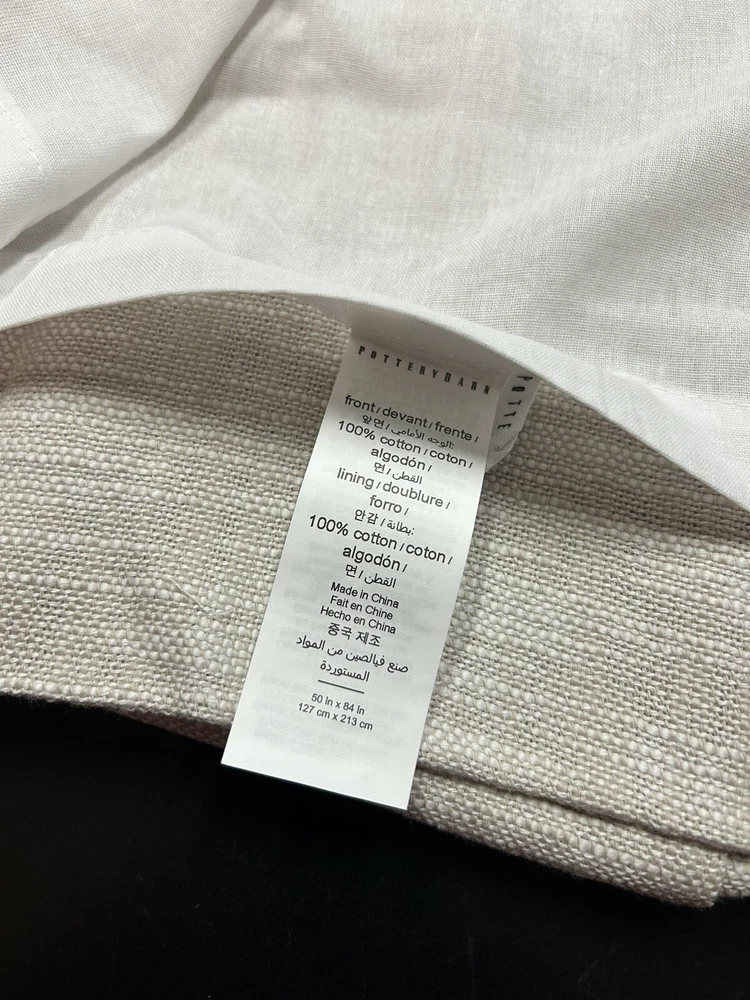 POTTERYBARN
POTTE
front / devant / frente /
앞면 / الوجه الأمامي:
100% cotton / coton /
algodón /
면 / القطن
lining / doublure /
forro /
안감 / بطانة:
100% cotton / coton /
algodón /
면 / القطن
Made in China
Fait en Chine
Hecho en China
중국 제조
صنع فيالصين من المواد
المستوردة
50 in x 84 in
127 cm x 213 cm